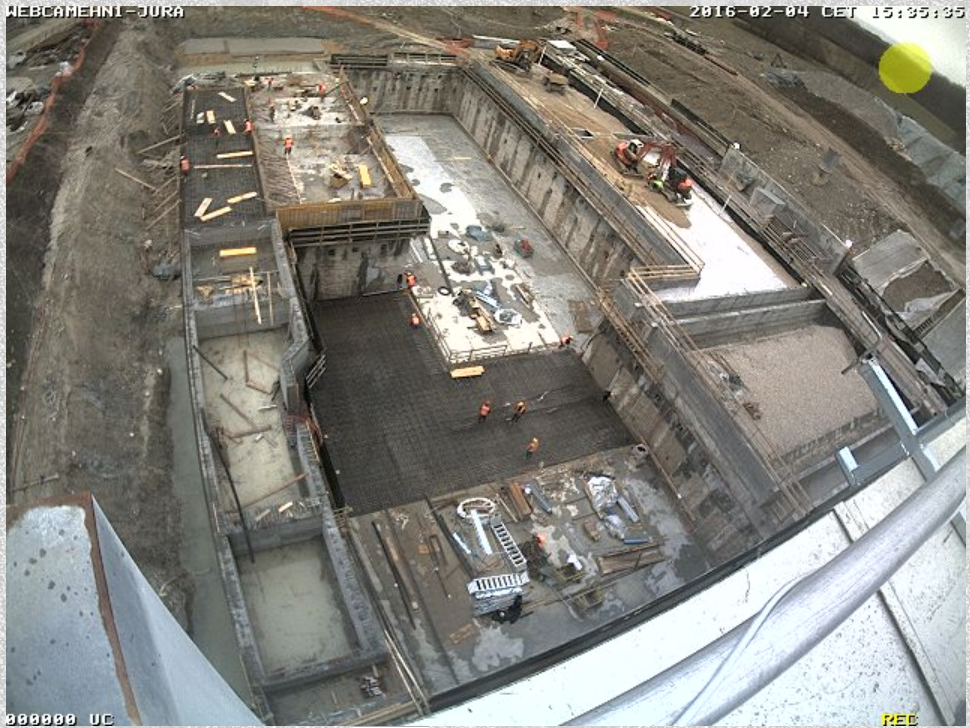 WEBCAMEHN1-JURA
2016-02-04 CET 15:35:35
000000 UC
REC